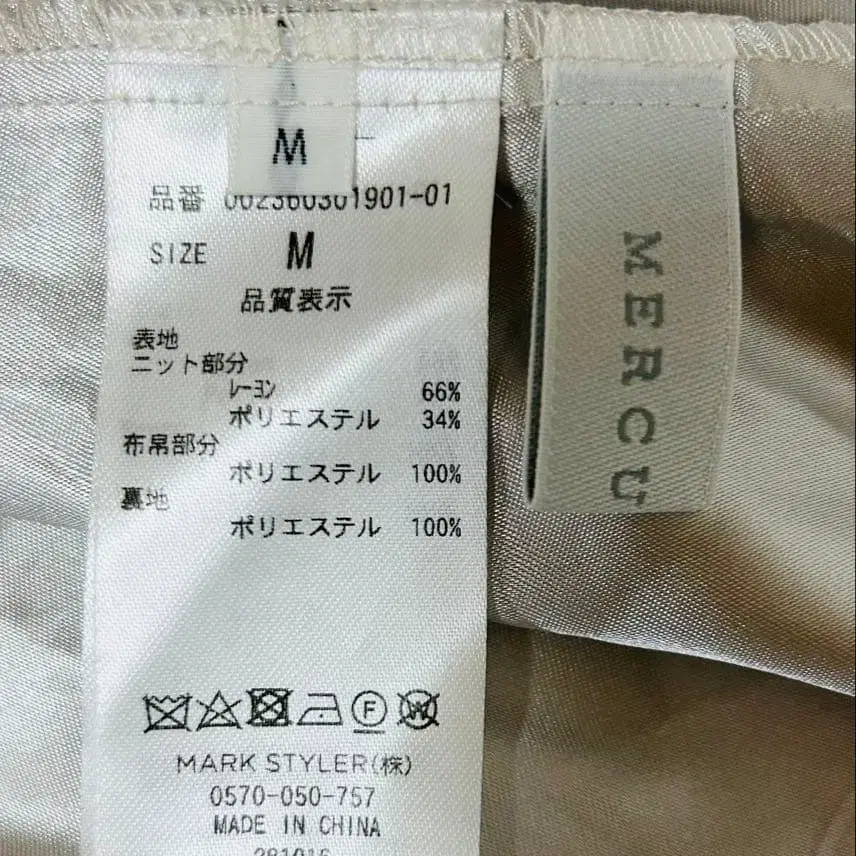 M
品番 002360301901-01
SIZE M
品質表示
表地
ニット部分
レーヨン 66%
ポリエステル 34%
布帛部分
ポリエステル 100%
裏地
ポリエステル 100%
F
W
MARK STYLER(株)
0570-050-757
MADE IN CHINA
MERCU